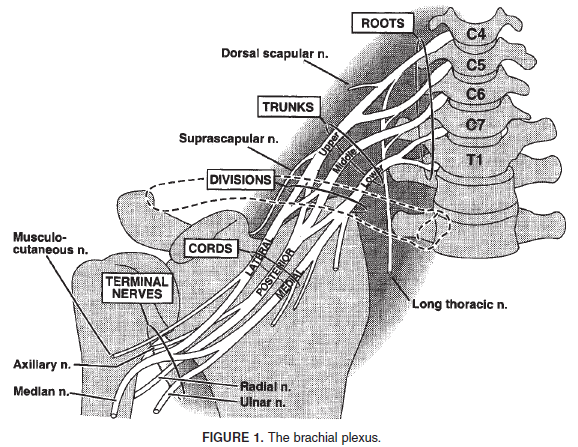 ROOTS
C4
Dorsal scapular n.
C5
C6
TRUNKS
C7
Upper
Suprascapular n.
Middle
T1
Low
DIVISIONS
Musculo-
cutaneous n.
CORDS
LATERAL
POSTERIOR
MEDIAL
TERMINAL
NERVES
Long thoracic n.
Axillary n.
Median n.
Radial n.
Ulnar n.
FIGURE 1. The brachial plexus.